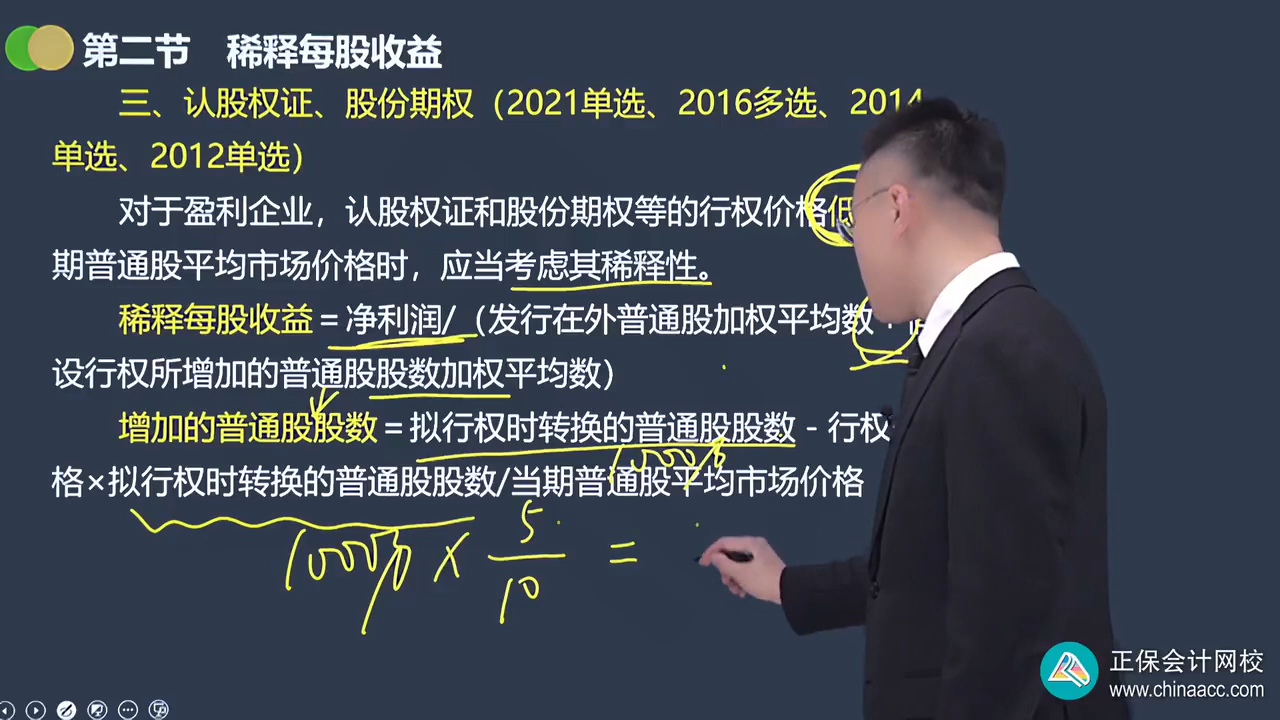 第二节 稀释每股收益
三、认股权证、股份期权（2021单选、2016多选、2014
单选、2012单选）
对于盈利企业，认股权证和股份期权等的行权价格低
期普通股平均市场价格时，应当考虑其稀释性。
稀释每股收益＝净利润/（发行在外普通股加权平均数
设行权所增加的普通股股数加权平均数）
增加的普通股股数＝拟行权时转换的普通股股数－行权
1000万
格×拟行权时转换的普通股股数/当期普通股平均市场价格
1000万 × 5/10 =
正保会计网校
www.chinaacc.com